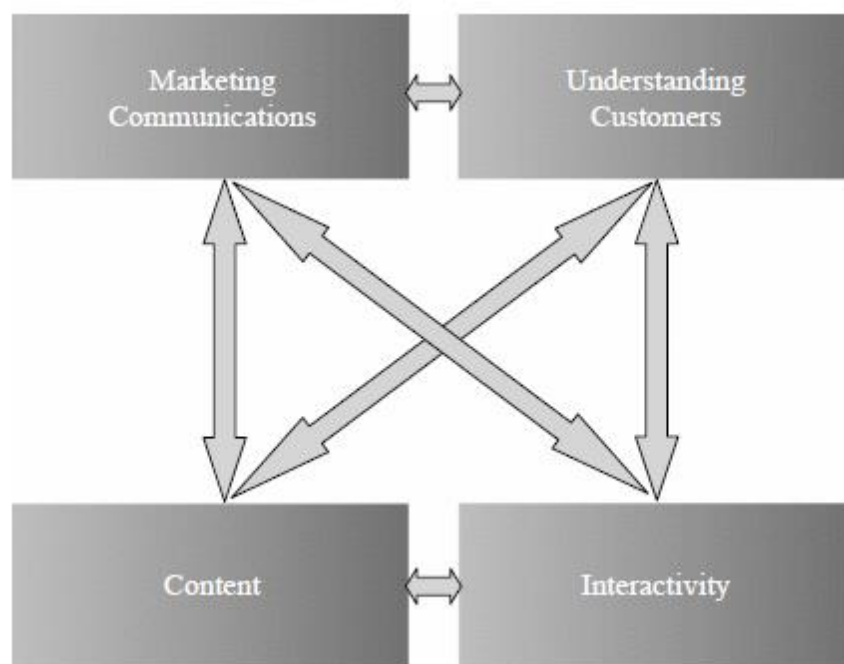 Marketing
Communications
Understanding
Customers
Content
Interactivity